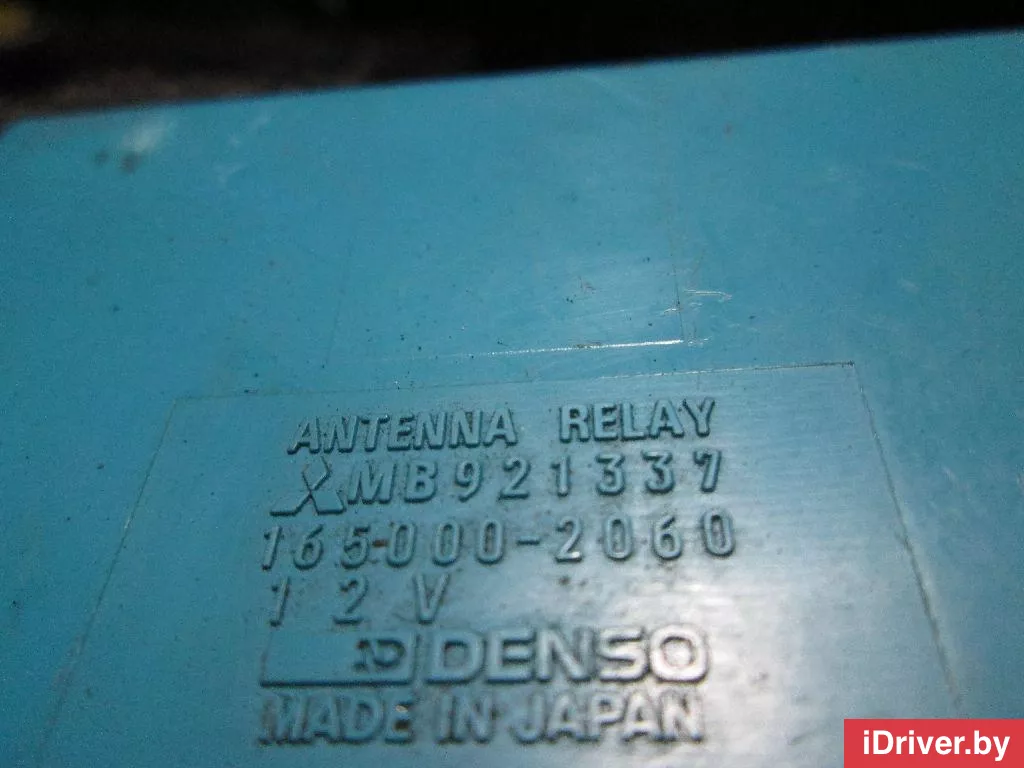 ANTENNA RELAY
MB921337
165000-2060
12V
DENSO
MADE IN JAPAN
iDriver.by